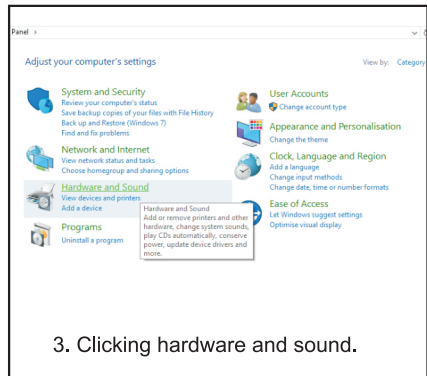 Panel >
Adjust your computer's settings
View by: Category
System and Security
Review your computer's status
Save backup copies of your files with File History
Back up and Restore (Windows 7)
Find and fix problems
Network and Internet
View network status and tasks
Choose homegroup and sharing options
Hardware and Sound
View devices and printers
Add a device
Hardware and Sound
Add or remove printers and other
hardware, change system sounds,
play CDs automatically, conserve
power, update device drivers and
more.
Programs
Uninstall a program
User Accounts
Change account type
Appearance and Personalisation
Change the theme
Clock, Language and Region
Add a language
Change input methods
Change date, time or number formats
Ease of Access
Let Windows suggest settings
Optimise visual display
3. Clicking hardware and sound.